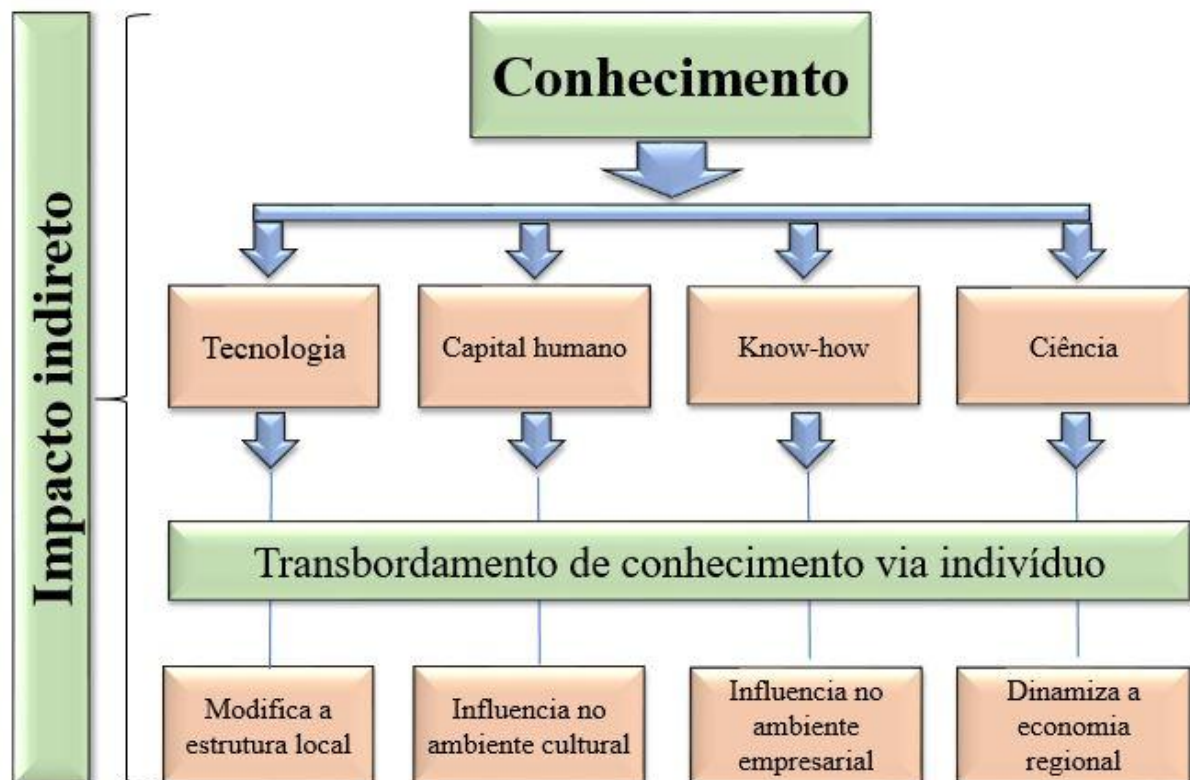 Impacto indireto
Conhecimento
Tecnologia
Capital humano
Know-how
Ciência
Transbordamento de conhecimento via indivíduo
Modifica a
estrutura local
Influencia no
ambiente cultural
Influencia no
ambiente
empresarial
Dinamiza a
economia
regional